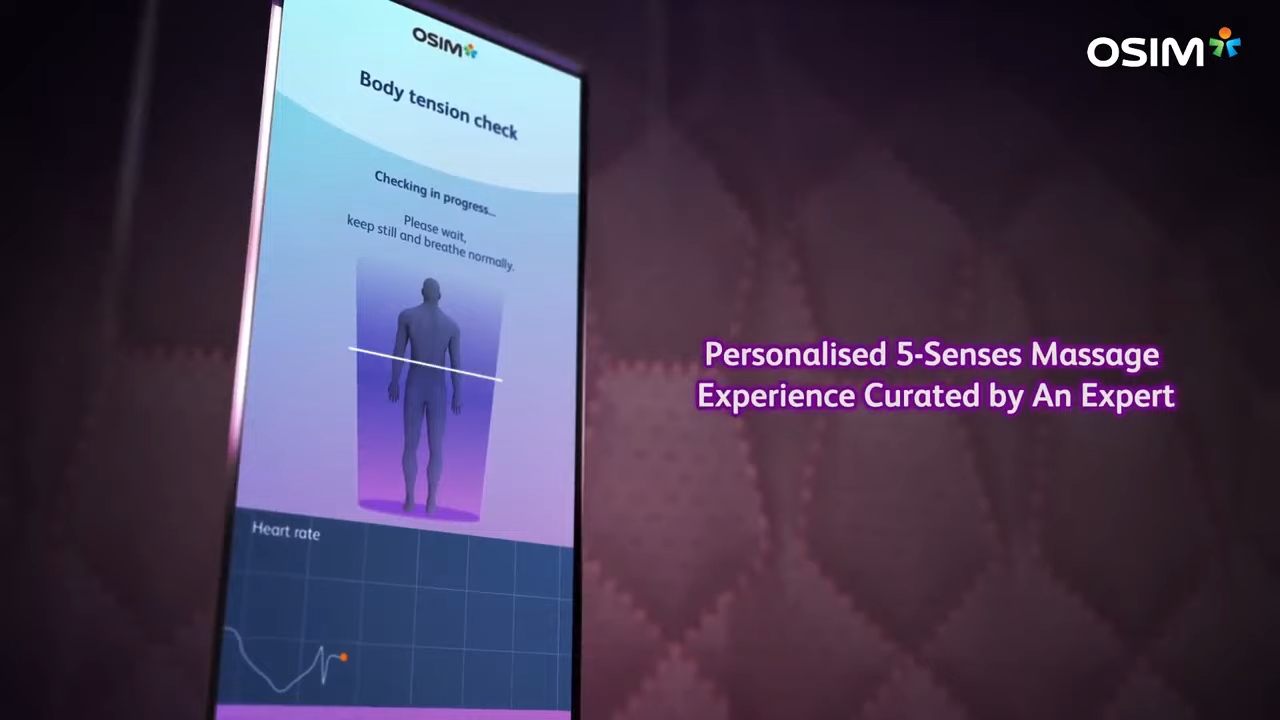 OSIM
Body tension check
Checking in progress...
Please wait,
keep still and breathe normally.
Heart rate
OSIM
Personalised 5-Senses Massage
Experience Curated by An Expert